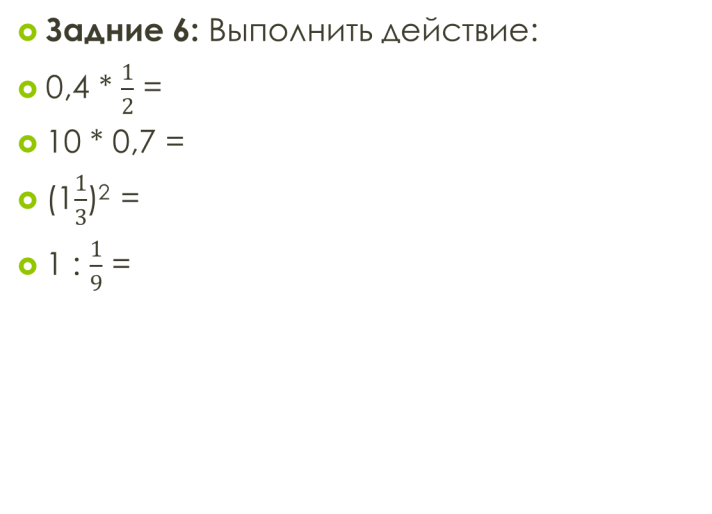 Задние 6: Выполнить действие:
0,4 * 1/2 =
10 * 0,7 =
(1 1/3)² =
1 : 1/9 =